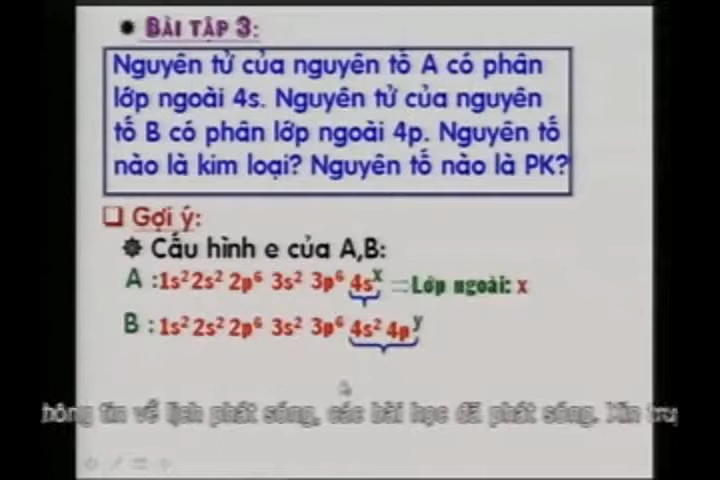 BÀI TẬP 3:
Nguyên tử của nguyên tố A có phân
lớp ngoài 4s. Nguyên tử của nguyên
tố B có phân lớp ngoài 4p. Nguyên tố
nào là kim loại? Nguyên tố nào là PK?
Gợi ý:
Cấu hình e của A,B:
A :1s² 2s² 2p⁶ 3s² 3p⁶ 4sˣ ⇒Lớp ngoài: x
B : 1s² 2s² 2p⁶ 3s² 3p⁶ 4s² 4pʸ
hông tin về lịch phát sóng, các bài học đã phát sóng. Xin